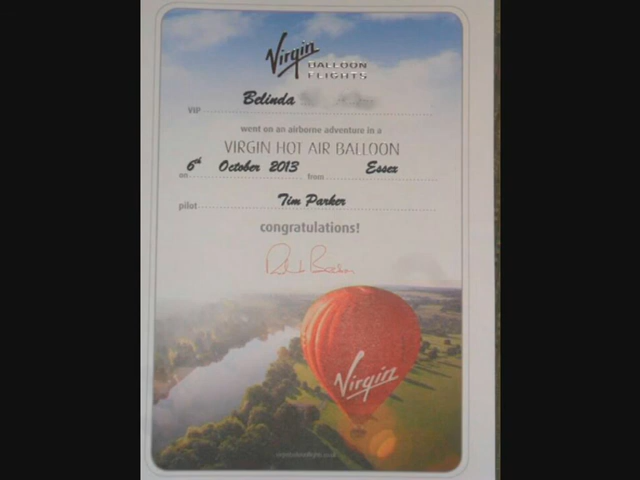 Virgin
BALLOON
FLIGHTS
Belinda
VIP
went on an airborne adventure in a
VIRGIN HOT AIR BALLOON
on 6th October 2013 from Essex
pilot Tim Parker
congratulations!
Virgin